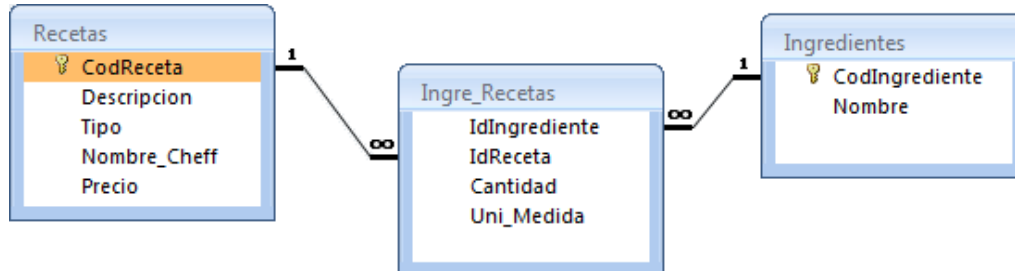 Recetas
CodReceta
Descripcion
Tipo
Nombre_Cheff
Precio
1
∞
Ingre_Recetas
IdIngrediente
IdReceta
Cantidad
Uni_Medida
∞
1
Ingredientes
CodIngrediente
Nombre